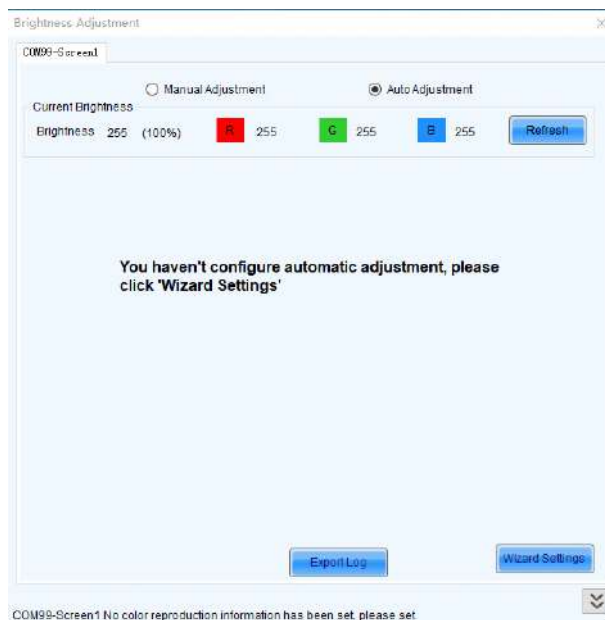 Brightness Adjustment
COM99-Screen1
Manual Adjustment Auto Adjustment
Current Brightness
Brightness 255 (100%) R 255 G 255 B 255 Refresh
You haven't configure automatic adjustment, please
click 'Wizard Settings'
Export Log Wizard Settings
COM99-Screen1 No color reproduction information has been set, please set